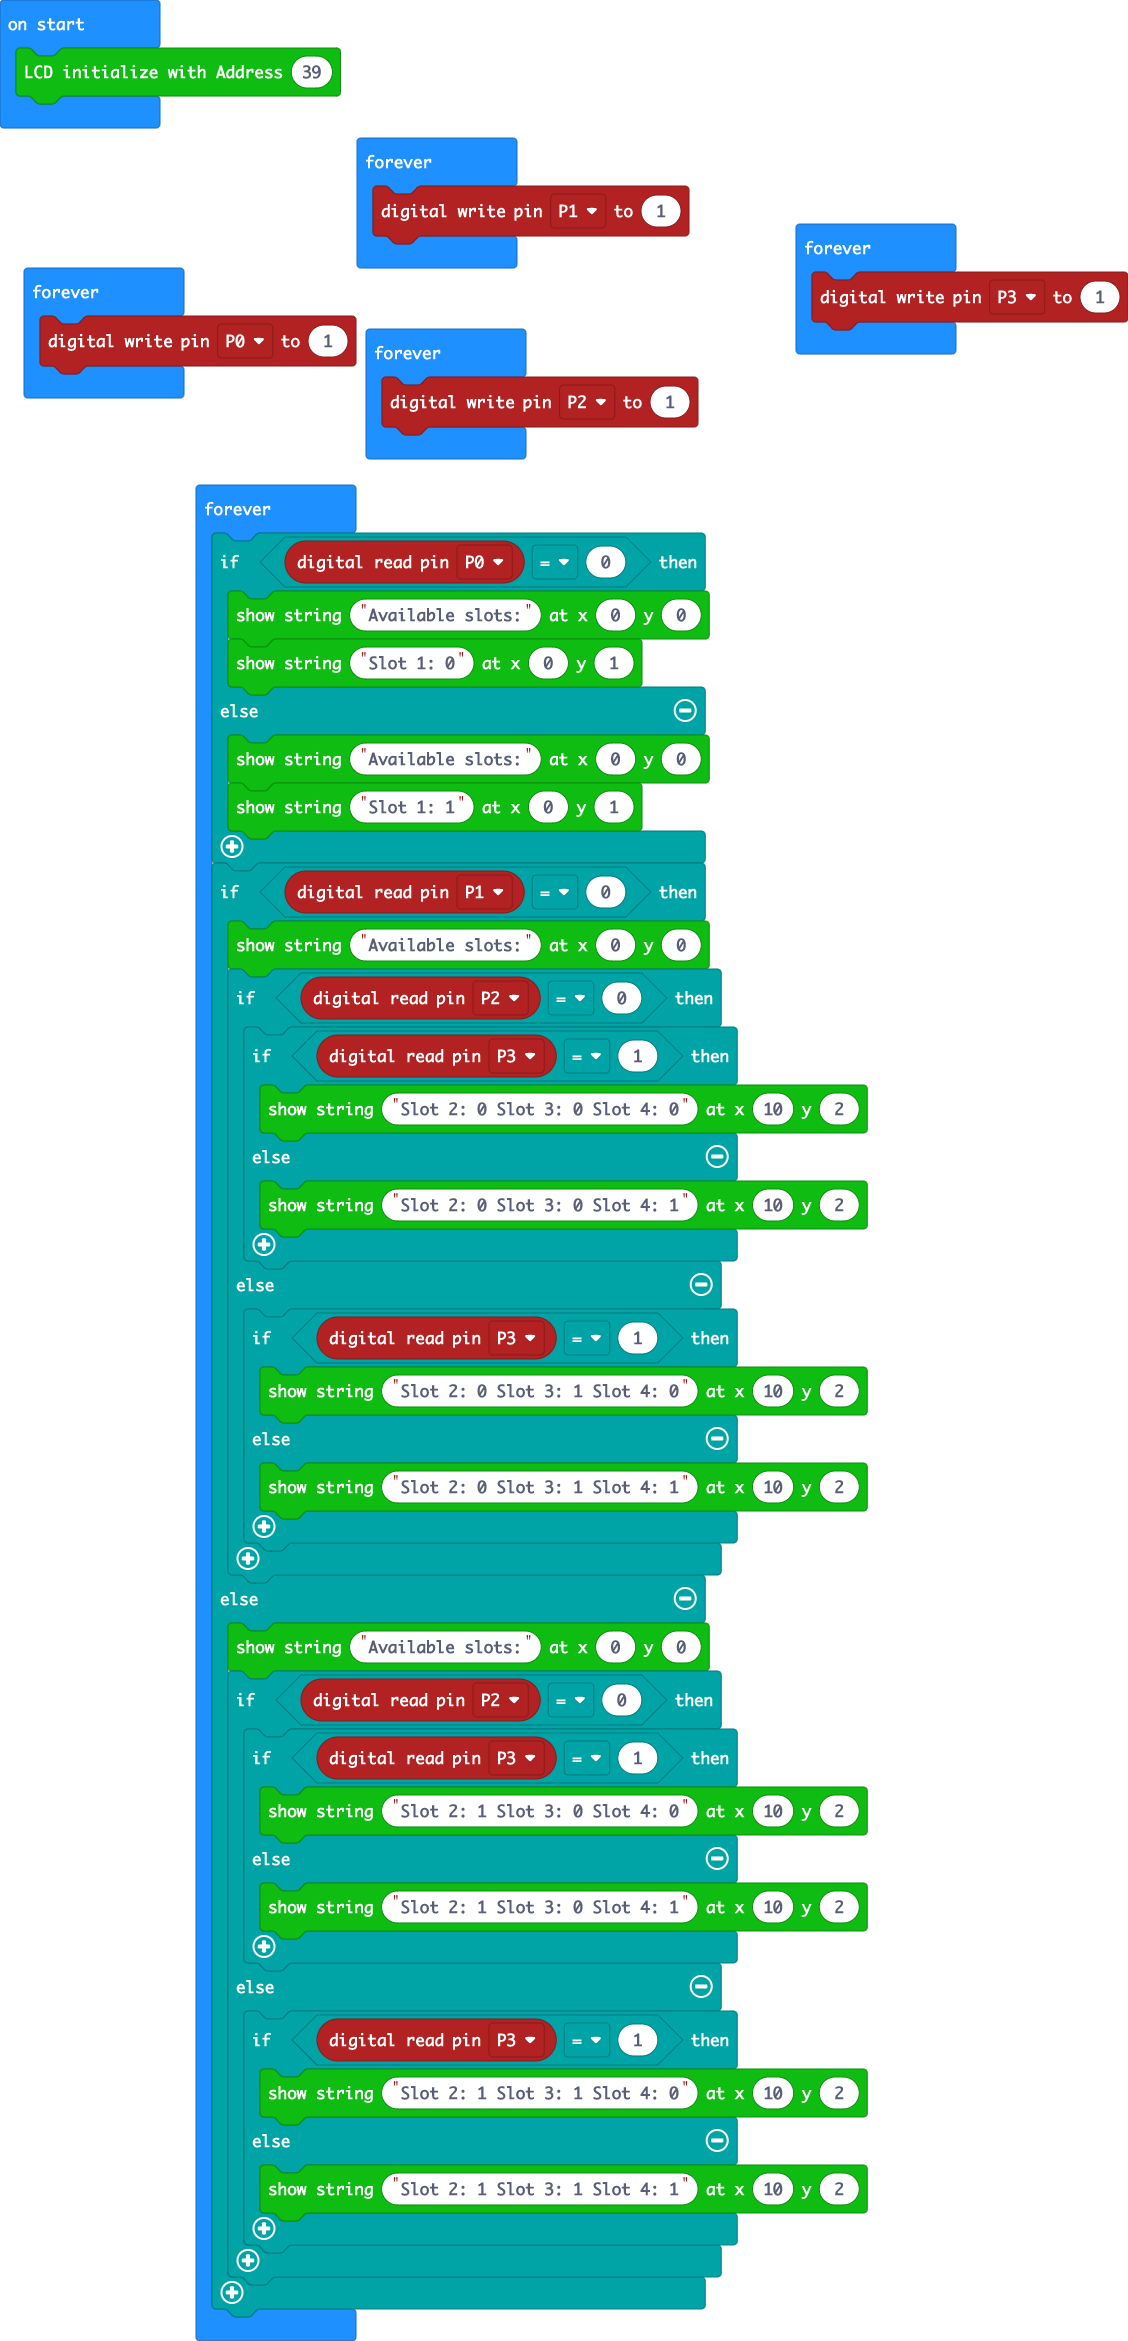 on start
LCD initialize with Address 39
forever
digital write pin P1 to 1
forever
digital write pin P3 to 1
forever
digital write pin P0 to 1
forever
digital write pin P2 to 1
forever
if digital read pin P0 = 0 then
show string "Available slots:" at x 0 y 0
show string "Slot 1: 0" at x 0 y 1
else
show string "Available slots:" at x 0 y 0
show string "Slot 1: 1" at x 0 y 1
if digital read pin P1 = 0 then
show string "Available slots:" at x 0 y 0
if digital read pin P2 = 0 then
if digital read pin P3 = 1 then
show string "Slot 2: 0 Slot 3: 0 Slot 4: 0" at x 10 y 2
else
show string "Slot 2: 0 Slot 3: 0 Slot 4: 1" at x 10 y 2
else
if digital read pin P3 = 1 then
show string "Slot 2: 0 Slot 3: 1 Slot 4: 0" at x 10 y 2
else
show string "Slot 2: 0 Slot 3: 1 Slot 4: 1" at x 10 y 2
else
show string "Available slots:" at x 0 y 0
if digital read pin P2 = 0 then
if digital read pin P3 = 1 then
show string "Slot 2: 1 Slot 3: 0 Slot 4: 0" at x 10 y 2
else
show string "Slot 2: 1 Slot 3: 0 Slot 4: 1" at x 10 y 2
else
if digital read pin P3 = 1 then
show string "Slot 2: 1 Slot 3: 1 Slot 4: 0" at x 10 y 2
else
show string "Slot 2: 1 Slot 3: 1 Slot 4: 1" at x 10 y 2